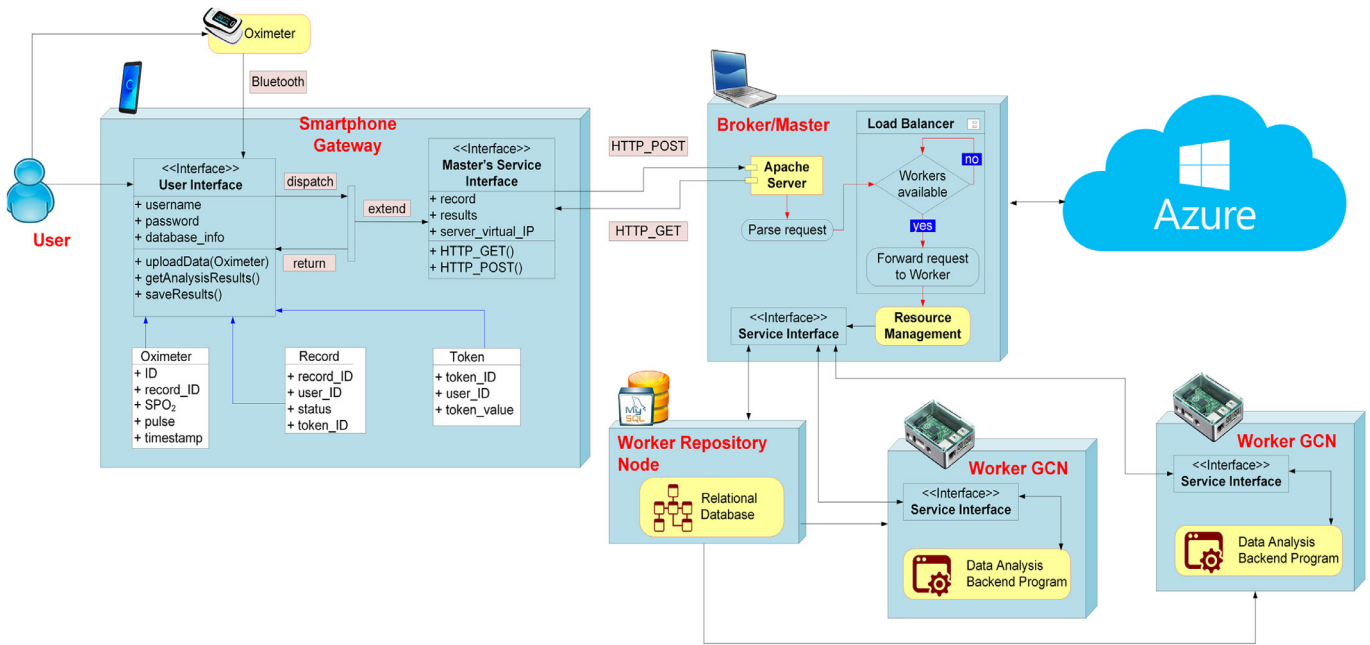 Oximeter
Bluetooth
User
Smartphone
Gateway
<<Interface>>
User Interface
+ username
+ password
+ database_info
+ uploadData(Oximeter)
+ getAnalysisResults()
+ saveResults()
dispatch
extend
return
<<Interface>>
Master's Service
Interface
+ record
+ results
+ server_virtual_IP
+ HTTP_GET()
+ HTTP_POST()
Oximeter
+ ID
+ record_ID
+ SPO₂
+ pulse
+ timestamp
Record
+ record_ID
+ user_ID
+ status
+ token_ID
Token
+ token_ID
+ user_ID
+ token_value
HTTP_POST
HTTP_GET
Broker/Master
Apache
Server
Parse request
Load Balancer
Workers
available
no
yes
Forward request
to Worker
Resource
Management
<<Interface>>
Service Interface
Azure
My
SQL
Worker Repository
Node
Relational
Database
Worker GCN
<<Interface>>
Service Interface
Data Analysis
Backend Program
Worker GCN
<<Interface>>
Service Interface
Data Analysis
Backend Program